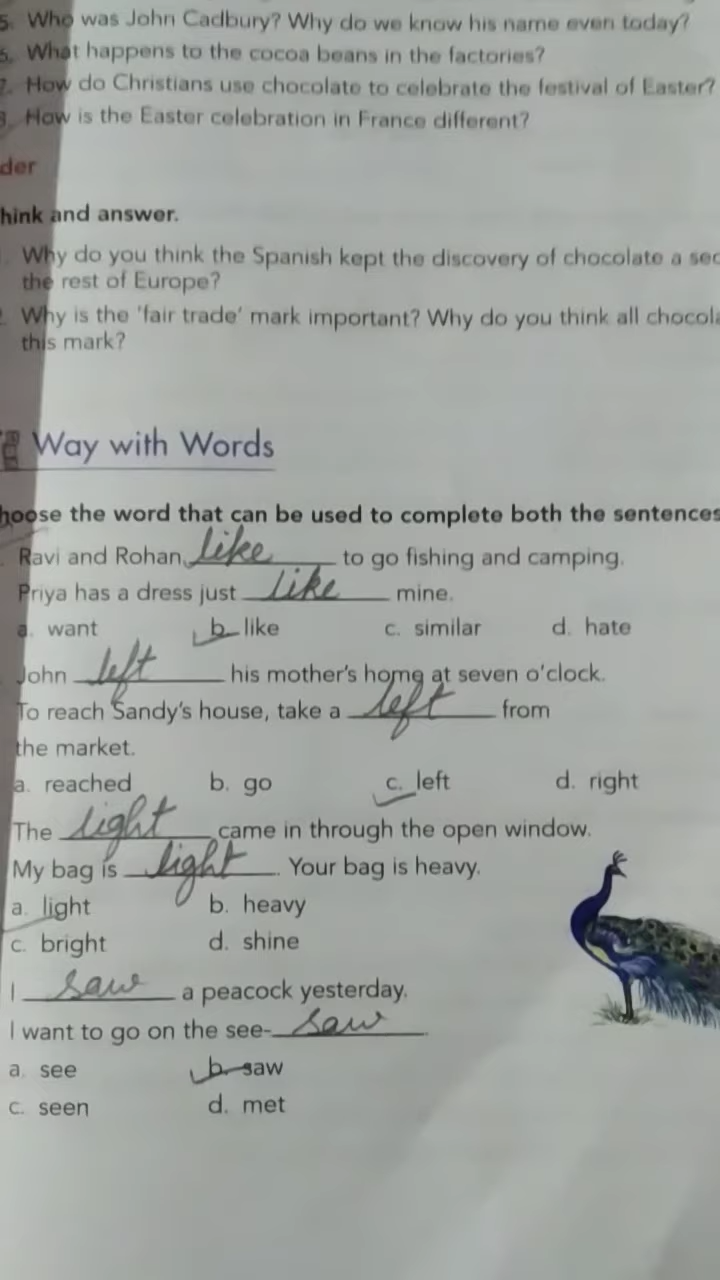 5. Who was John Cadbury? Why do we know his name even today?
6. What happens to the cocoa beans in the factories?
7. How do Christians use chocolate to celebrate the festival of Easter?
8. How is the Easter celebration in France different?
der
hink and answer.
. Why do you think the Spanish kept the discovery of chocolate a sec
the rest of Europe?
2. Why is the 'fair trade' mark important? Why do you think all chocola
this mark?
Way with Words
hoose the word that can be used to complete both the sentences
. Ravi and Rohan like to go fishing and camping.
Priya has a dress just like mine.
a. want b. like c. similar d. hate
John left his mother's home at seven o'clock.
To reach Sandy's house, take a left from
the market.
a. reached b. go c. left d. right
The light came in through the open window.
My bag is light. Your bag is heavy.
a. light b. heavy
c. bright d. shine
I saw a peacock yesterday.
I want to go on the see-saw.
a. see b. saw
c. seen d. met